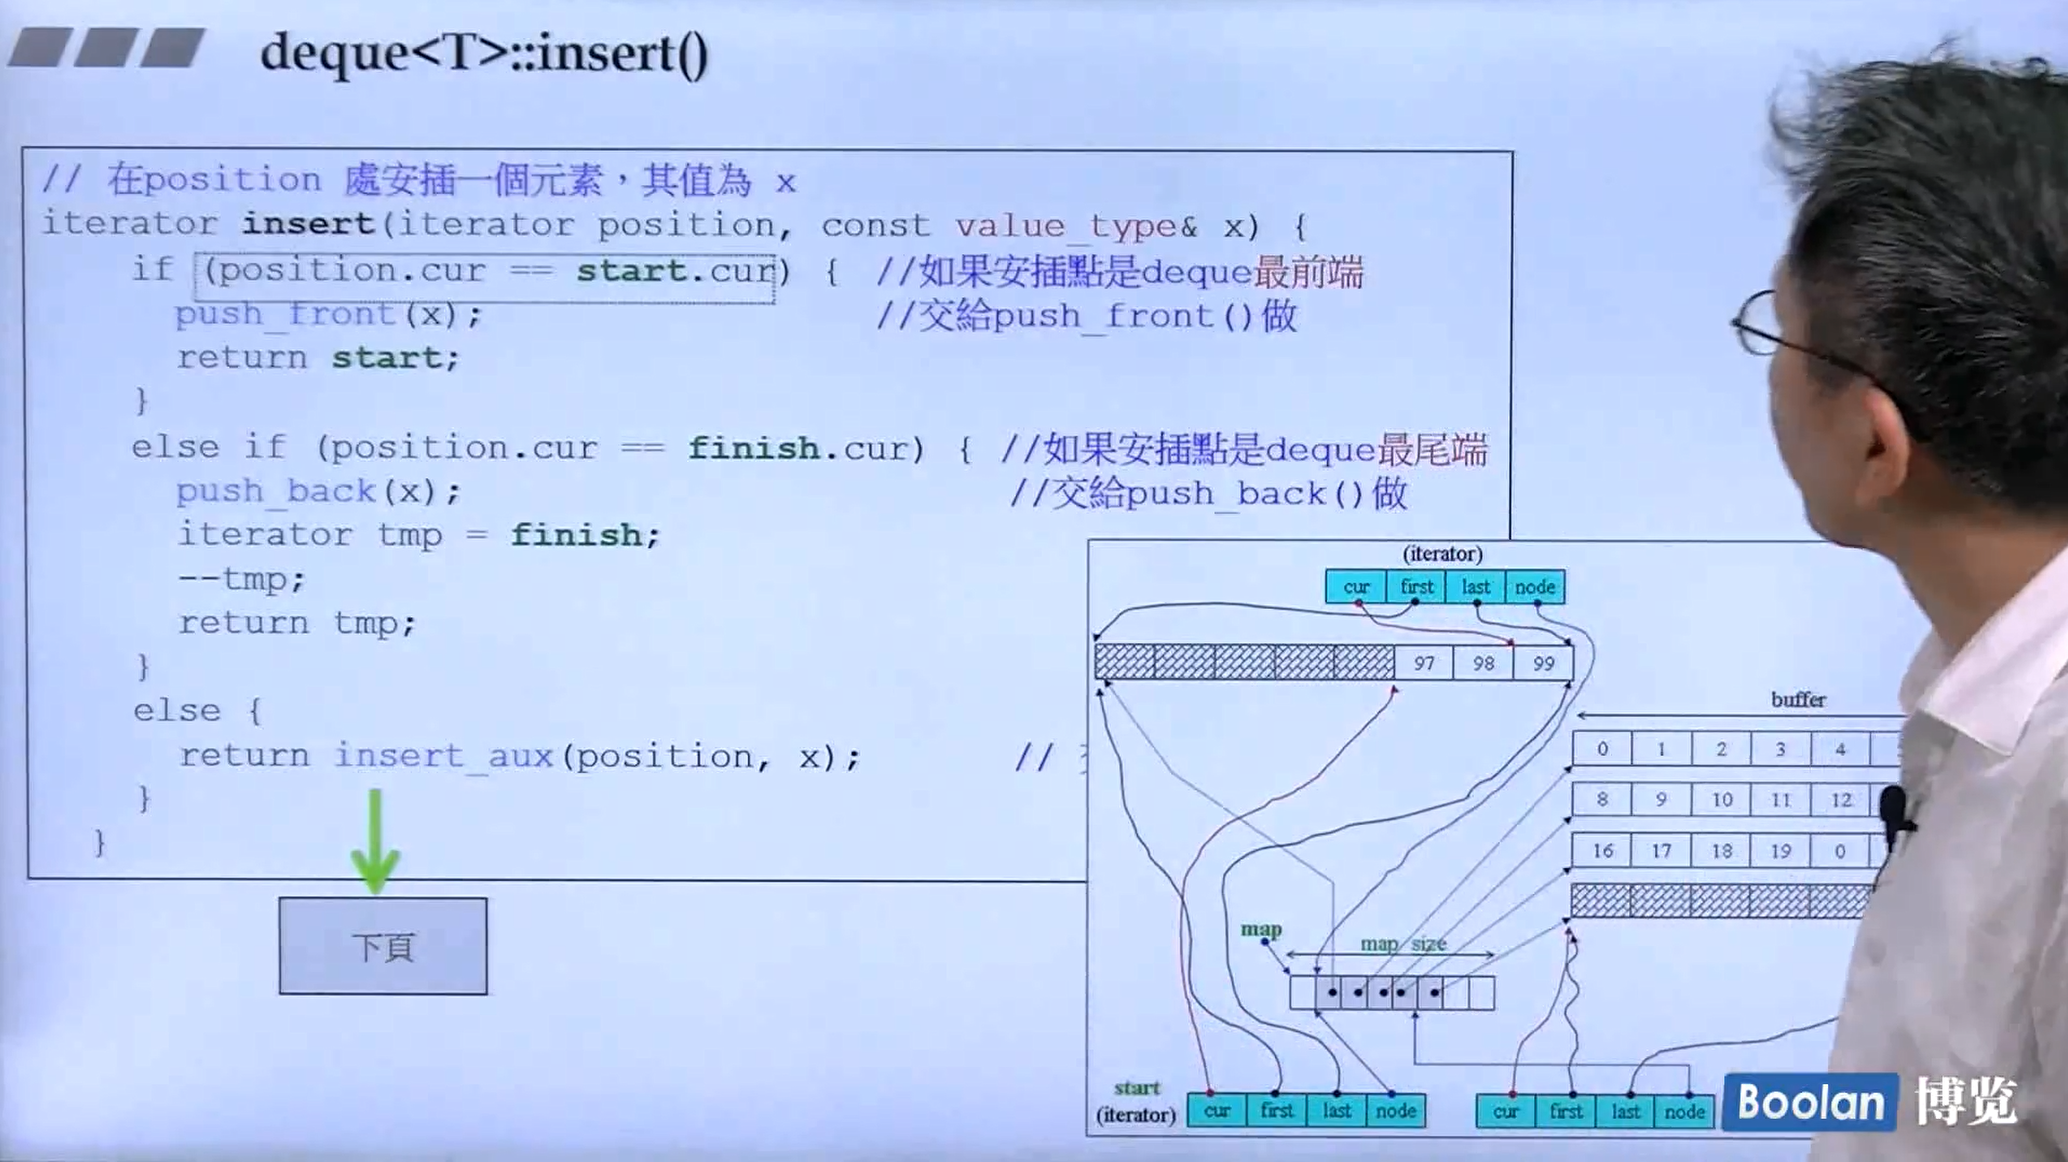 deque<T>::insert()
// 在position 處安插一個元素，其值為 x
iterator insert(iterator position, const value_type& x) {
if (position.cur == start.cur) { //如果安插點是deque最前端
push_front(x); //交給push_front()做
return start;
}
else if (position.cur == finish.cur) { //如果安插點是deque最尾端
push_back(x); //交給push_back()做
iterator tmp = finish;
--tmp;
return tmp;
}
else {
return insert_aux(position, x); //
}
}
下頁
(iterator)
cur first last node
97 98 99
buffer
0 1 2 3 4
8 9 10 11 12
16 17 18 19 0
map
map_size
start
(iterator)
cur first last node
cur first last node
Boolan 博览